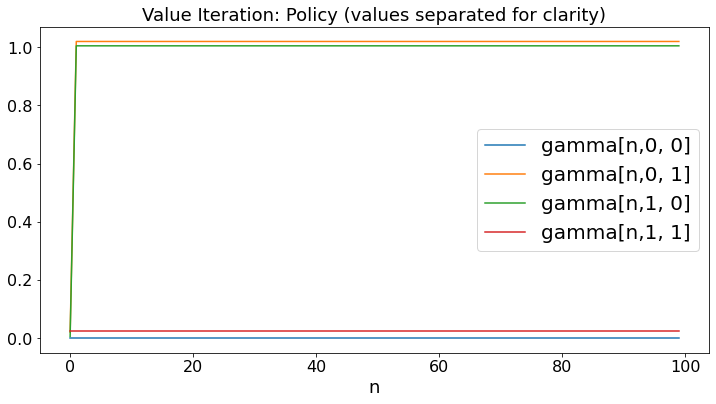 Value Iteration: Policy (values separated for clarity)
1.0
0.8
0.6
0.4
0.2
0.0
gamma[n,0, 0]
gamma[n,0, 1]
gamma[n,1, 0]
gamma[n,1, 1]
0 20 40 60 80 100
n